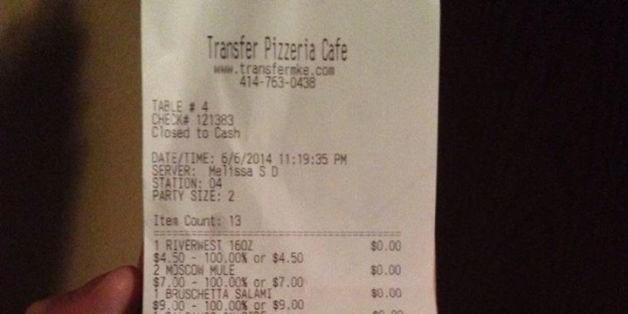 Transfer Pizzeria Cafe
www.transfermke.com
414-763-0438
TABLE # 4
CHECK# 121383
Closed to Cash
DATE/TIME: 6/6/2014 11:19:35 PM
SERVER: Melissa S D
STATION: 04
PARTY SIZE: 2
Item Count: 13
1 RIVERWEST 16OZ $0.00
$4.50 - 100.00% or $4.50
2 MOSCOW MULE $0.00
$7.00 - 100.00% or $7.00
1 BRUSCHETTA SALAMI $0.00
$9.00 - 100.00% or $9.00